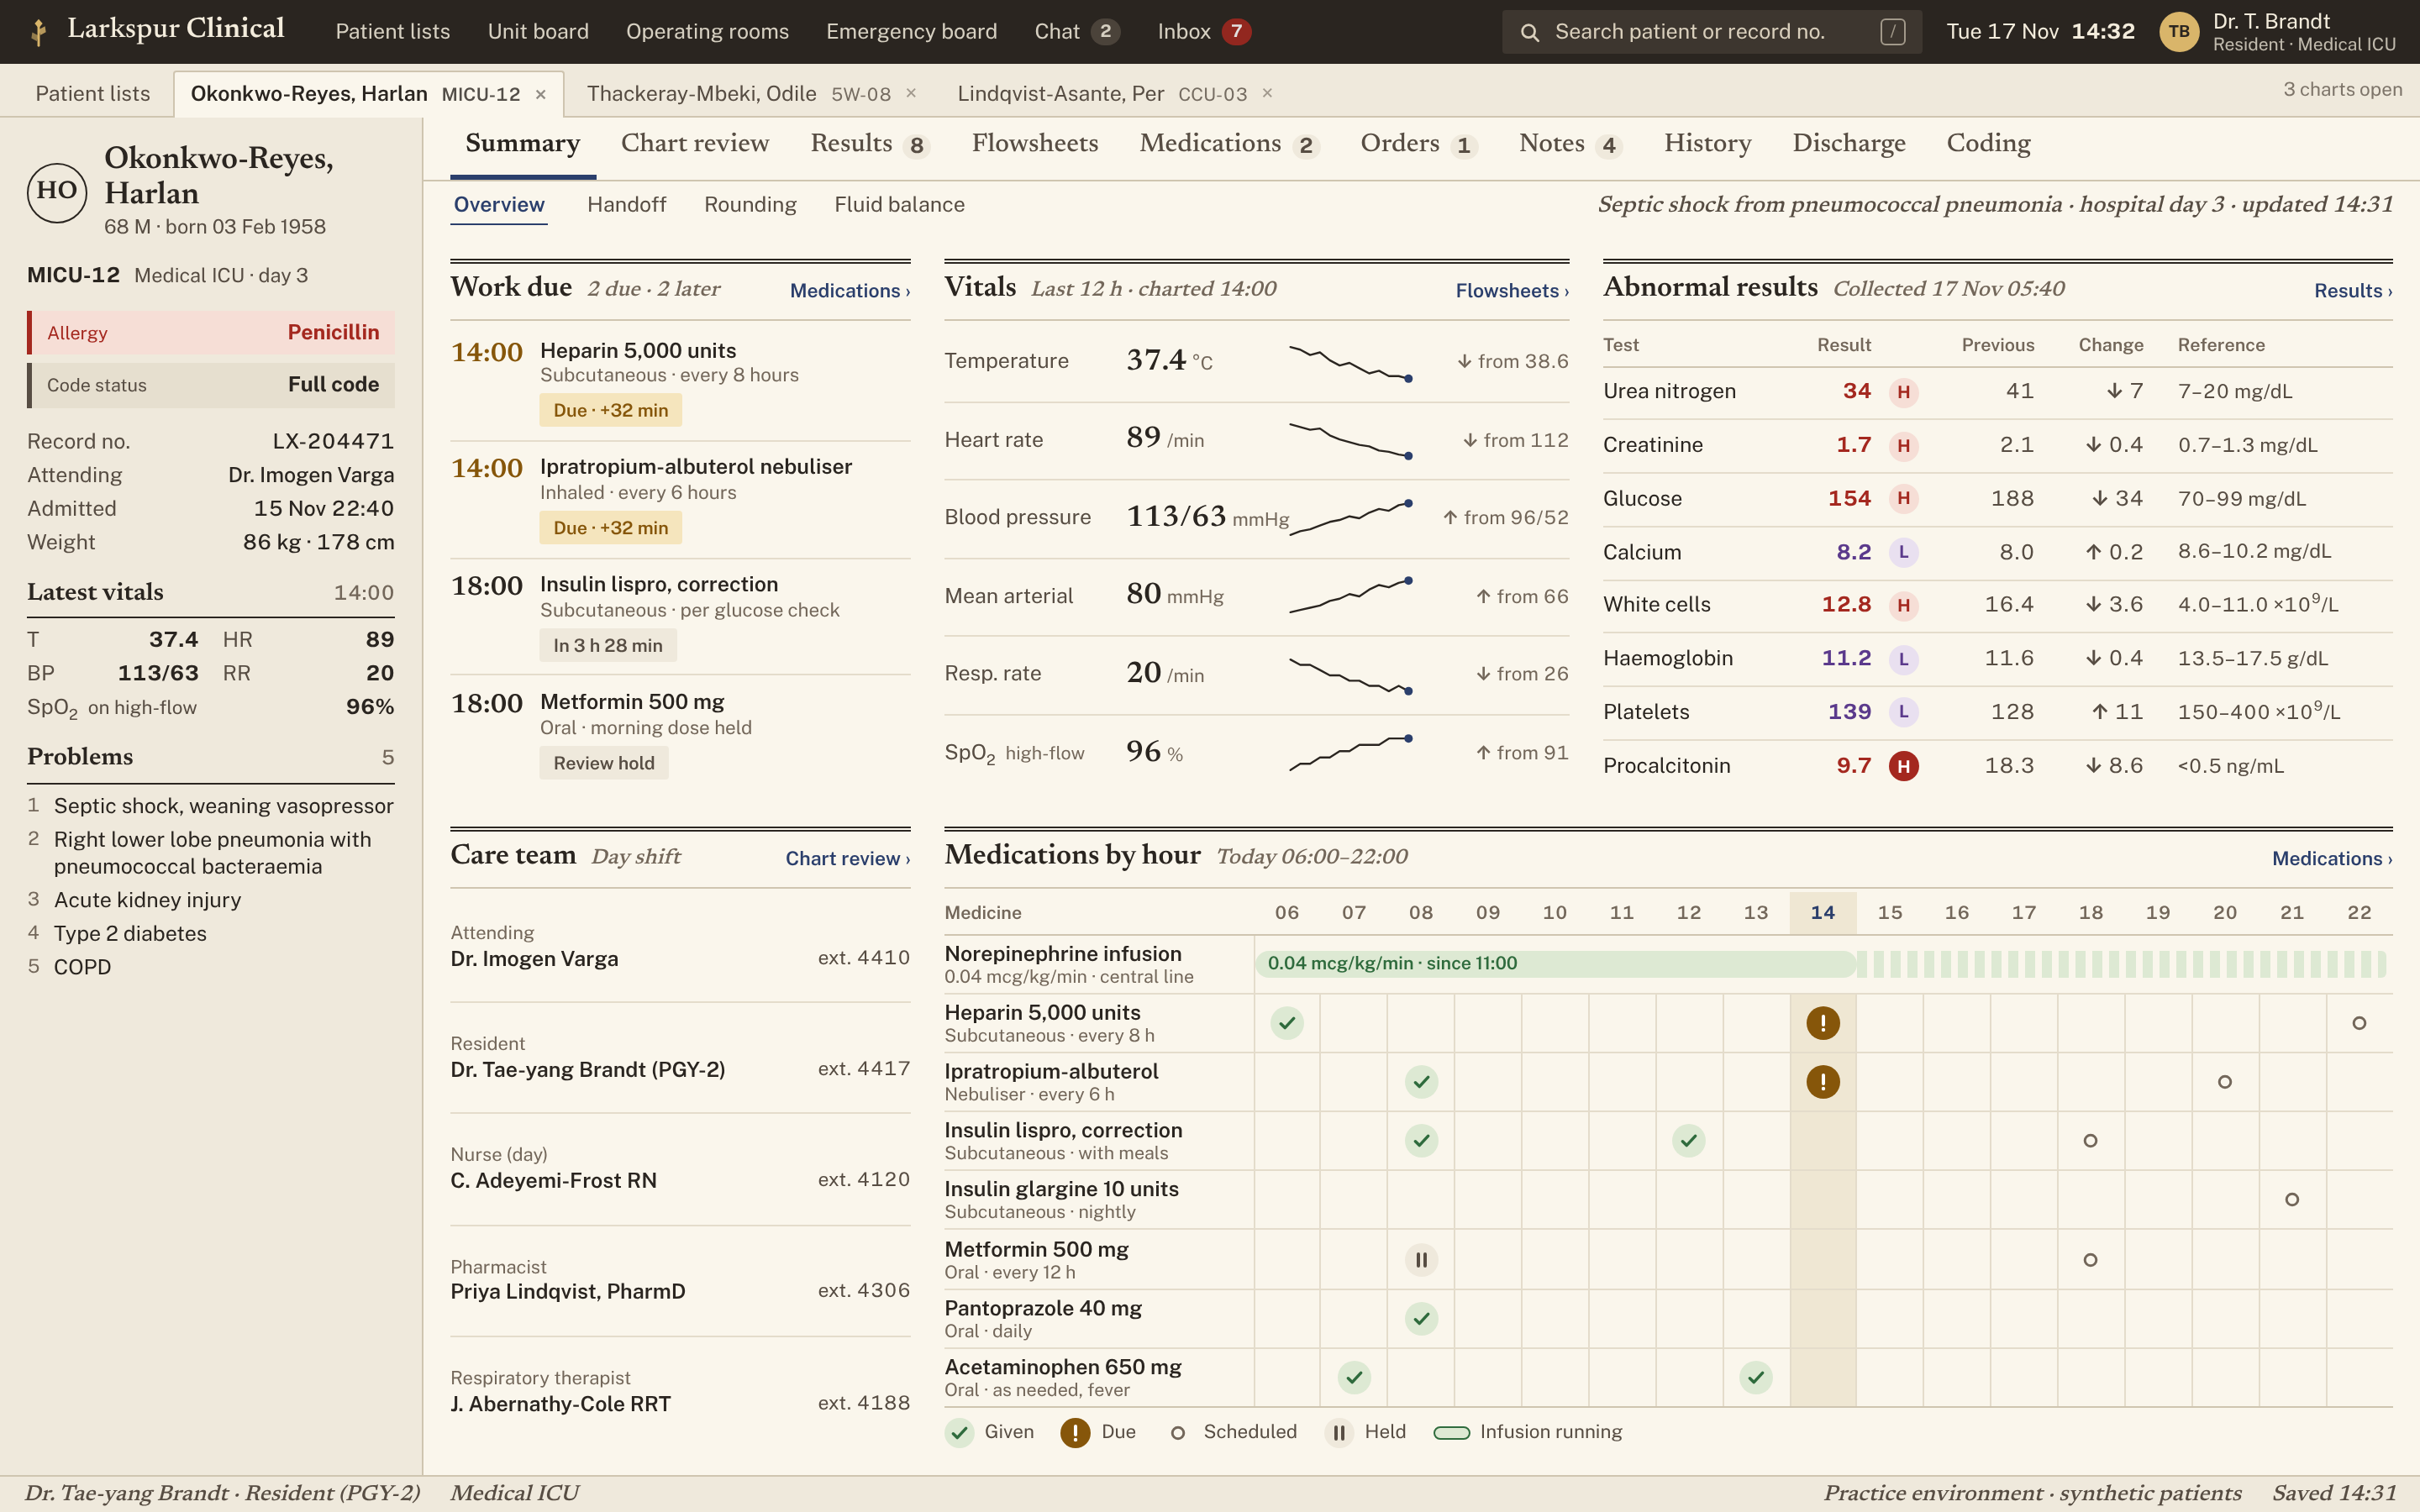 Larkspur Clinical
Patient lists Unit board Operating rooms Emergency board Chat 2 Inbox 7
Search patient or record no. /
Tue 17 Nov 14:32
TB Dr. T. Brandt
Resident · Medical ICU
Patient lists
Okonkwo-Reyes, Harlan MICU-12 ×
Thackeray-Mbeki, Odile 5W-08 ×
Lindqvist-Asante, Per CCU-03 ×
3 charts open
HO Okonkwo-Reyes,
Harlan
68 M · born 03 Feb 1958
MICU-12 Medical ICU · day 3
Allergy Penicillin
Code status Full code
Record no. LX-204471
Attending Dr. Imogen Varga
Admitted 15 Nov 22:40
Weight 86 kg · 178 cm
Latest vitals 14:00
T 37.4 HR 89
BP 113/63 RR 20
SpO2 on high-flow 96%
Problems 5
1 Septic shock, weaning vasopressor
2 Right lower lobe pneumonia with
pneumococcal bacteraemia
3 Acute kidney injury
4 Type 2 diabetes
5 COPD
Summary Chart review Results 8 Flowsheets Medications 2 Orders 1 Notes 4 History Discharge Coding
Overview Handoff Rounding Fluid balance
Septic shock from pneumococcal pneumonia · hospital day 3 · updated 14:31
Work due 2 due · 2 later Medications ›
14:00 Heparin 5,000 units
Subcutaneous · every 8 hours
Due · +32 min
14:00 Ipratropium-albuterol nebuliser
Inhaled · every 6 hours
Due · +32 min
18:00 Insulin lispro, correction
Subcutaneous · per glucose check
In 3 h 28 min
18:00 Metformin 500 mg
Oral · morning dose held
Review hold
Vitals Last 12 h · charted 14:00 Flowsheets ›
Temperature 37.4 °C ↓ from 38.6
Heart rate 89 /min ↓ from 112
Blood pressure 113/63 mmHg ↑ from 96/52
Mean arterial 80 mmHg ↑ from 66
Resp. rate 20 /min ↓ from 26
SpO2 high-flow 96 % ↑ from 91
Abnormal results Collected 17 Nov 05:40 Results ›
Test Result Previous Change Reference
Urea nitrogen 34 H 41 ↓ 7 7–20 mg/dL
Creatinine 1.7 H 2.1 ↓ 0.4 0.7–1.3 mg/dL
Glucose 154 H 188 ↓ 34 70–99 mg/dL
Calcium 8.2 L 8.0 ↑ 0.2 8.6–10.2 mg/dL
White cells 12.8 H 16.4 ↓ 3.6 4.0–11.0 ×10⁹/L
Haemoglobin 11.2 L 11.6 ↓ 0.4 13.5–17.5 g/dL
Platelets 139 L 128 ↑ 11 150–400 ×10⁹/L
Procalcitonin 9.7 H 18.3 ↓ 8.6 <0.5 ng/mL
Care team Day shift Chart review ›
Attending
Dr. Imogen Varga ext. 4410
Resident
Dr. Tae-yang Brandt (PGY-2) ext. 4417
Nurse (day)
C. Adeyemi-Frost RN ext. 4120
Pharmacist
Priya Lindqvist, PharmD ext. 4306
Respiratory therapist
J. Abernathy-Cole RRT ext. 4188
Medications by hour Today 06:00–22:00 Medications ›
Medicine 06 07 08 09 10 11 12 13 14 15 16 17 18 19 20 21 22
Norepinephrine infusion
0.04 mcg/kg/min · central line
0.04 mcg/kg/min · since 11:00
Heparin 5,000 units
Subcutaneous · every 8 h
Ipratropium-albuterol
Nebuliser · every 6 h
Insulin lispro, correction
Subcutaneous · with meals
Insulin glargine 10 units
Subcutaneous · nightly
Metformin 500 mg
Oral · every 12 h
Pantoprazole 40 mg
Oral · daily
Acetaminophen 650 mg
Oral · as needed, fever
Given Due Scheduled Held Infusion running
Dr. Tae-yang Brandt · Resident (PGY-2) Medical ICU
Practice environment · synthetic patients Saved 14:31